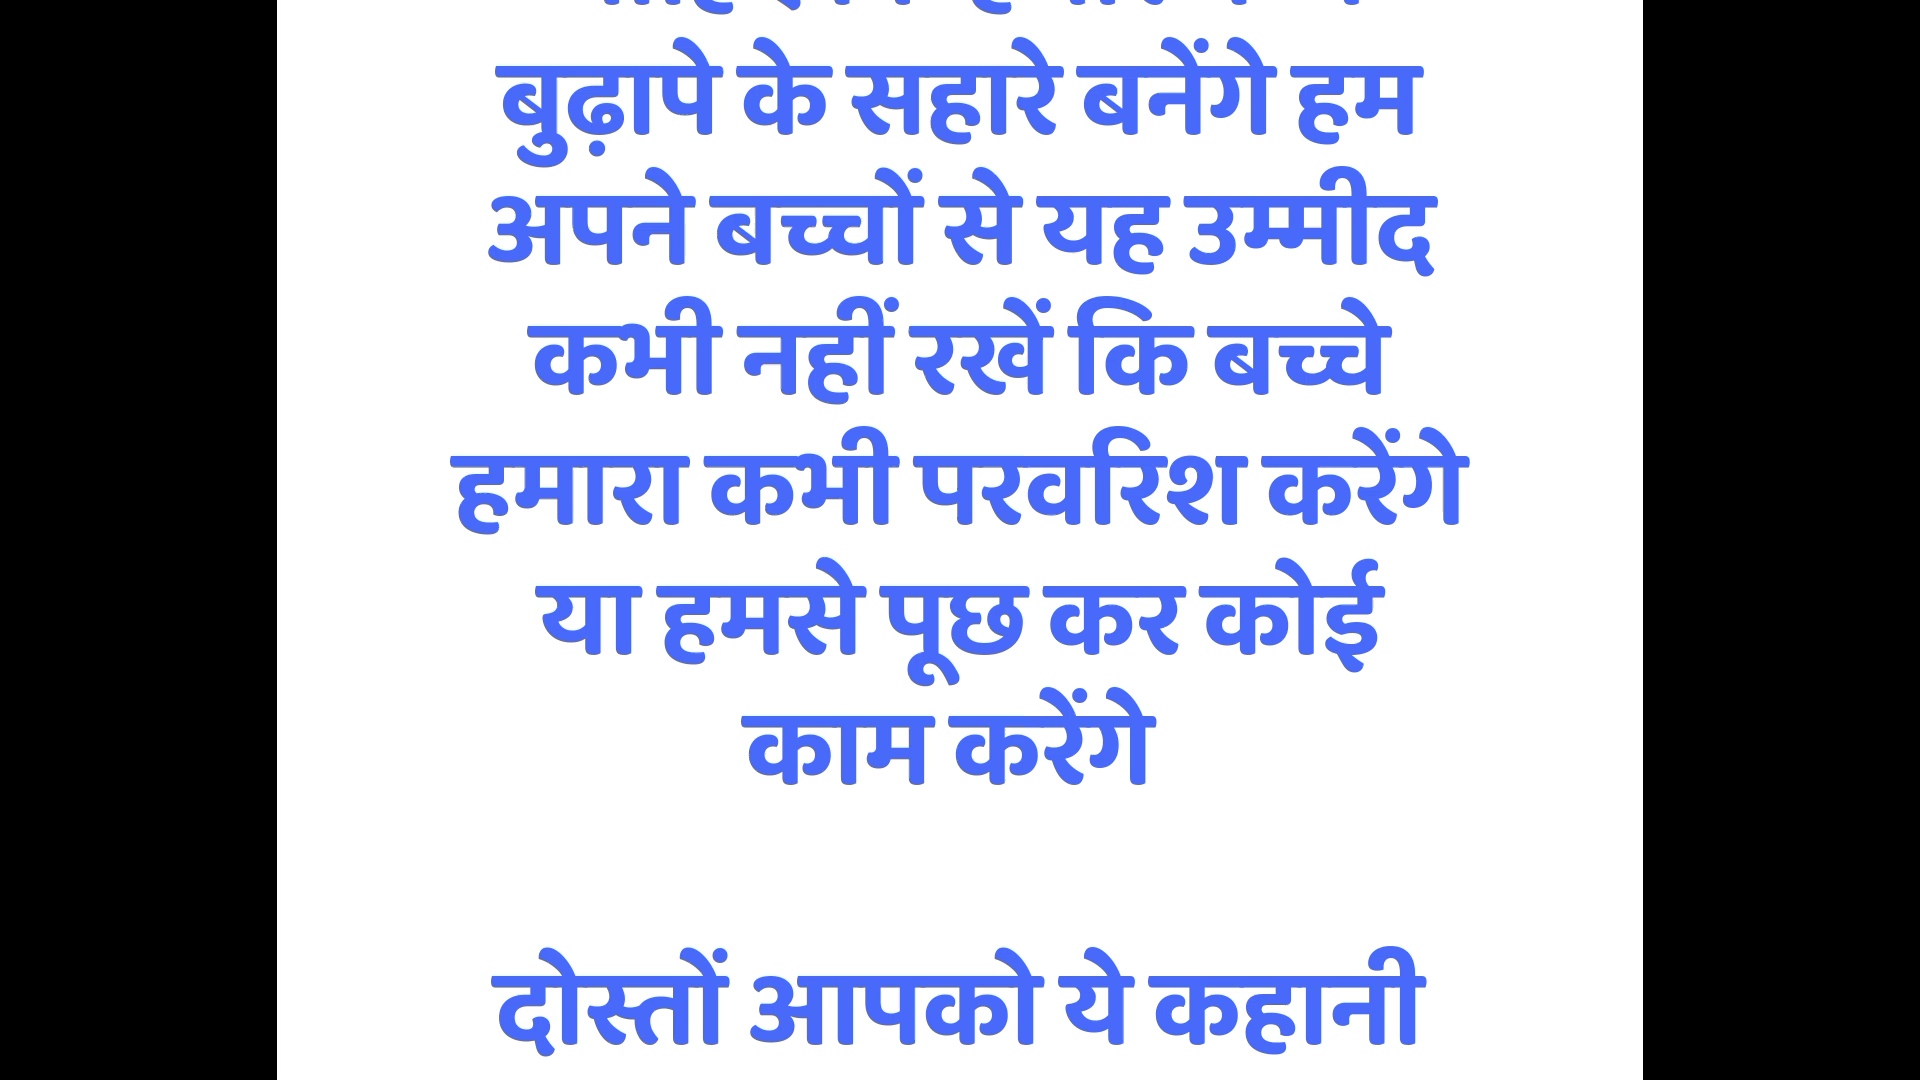 बुढ़ापे के सहारे बनेंगे हम
अपने बच्चों से यह उम्मीद
कभी नहीं रखें कि बच्चे
हमारा कभी परवरिश करेंगे
या हमसे पूछ कर कोई
काम करेंगे
दोस्तों आपको ये कहानी